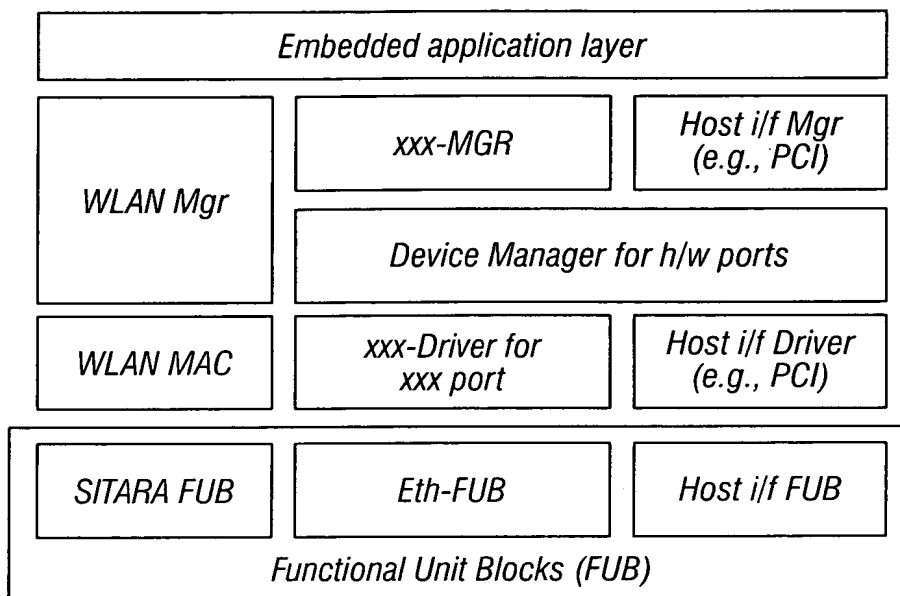 Embedded application layer
WLAN Mgr
xxx-MGR
Host i/f Mgr
(e.g., PCI)
Device Manager for h/w ports
WLAN MAC
xxx-Driver for
xxx port
Host i/f Driver
(e.g., PCI)
SITARA FUB
Eth-FUB
Host i/f FUB
Functional Unit Blocks (FUB)